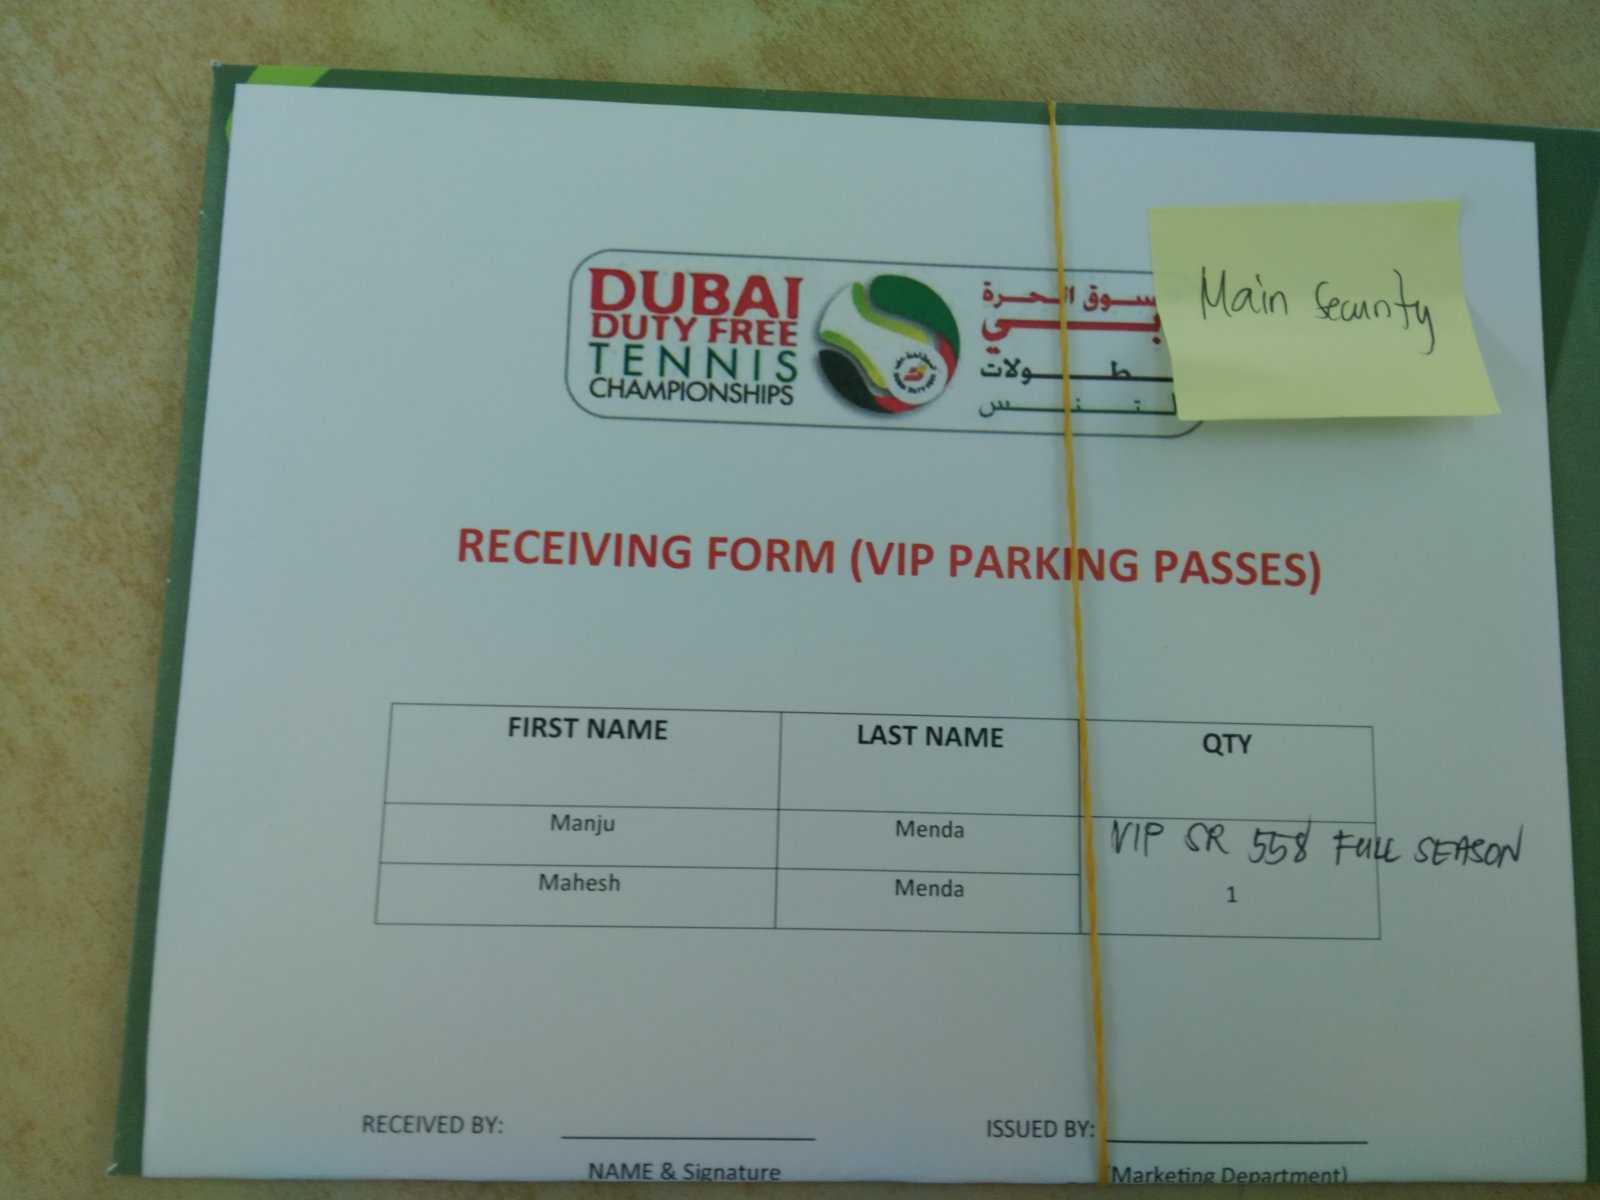 DUBAI
DUTY FREE
TENNIS
CHAMPIONSHIPS
Main Security
RECEIVING FORM (VIP PARKING PASSES)
FIRST NAME LAST NAME QTY
Manju Menda VIP SR 558 FULL SEASON
Mahesh Menda 1
RECEIVED BY: ISSUED BY:
NAME & Signature (Marketing Department)